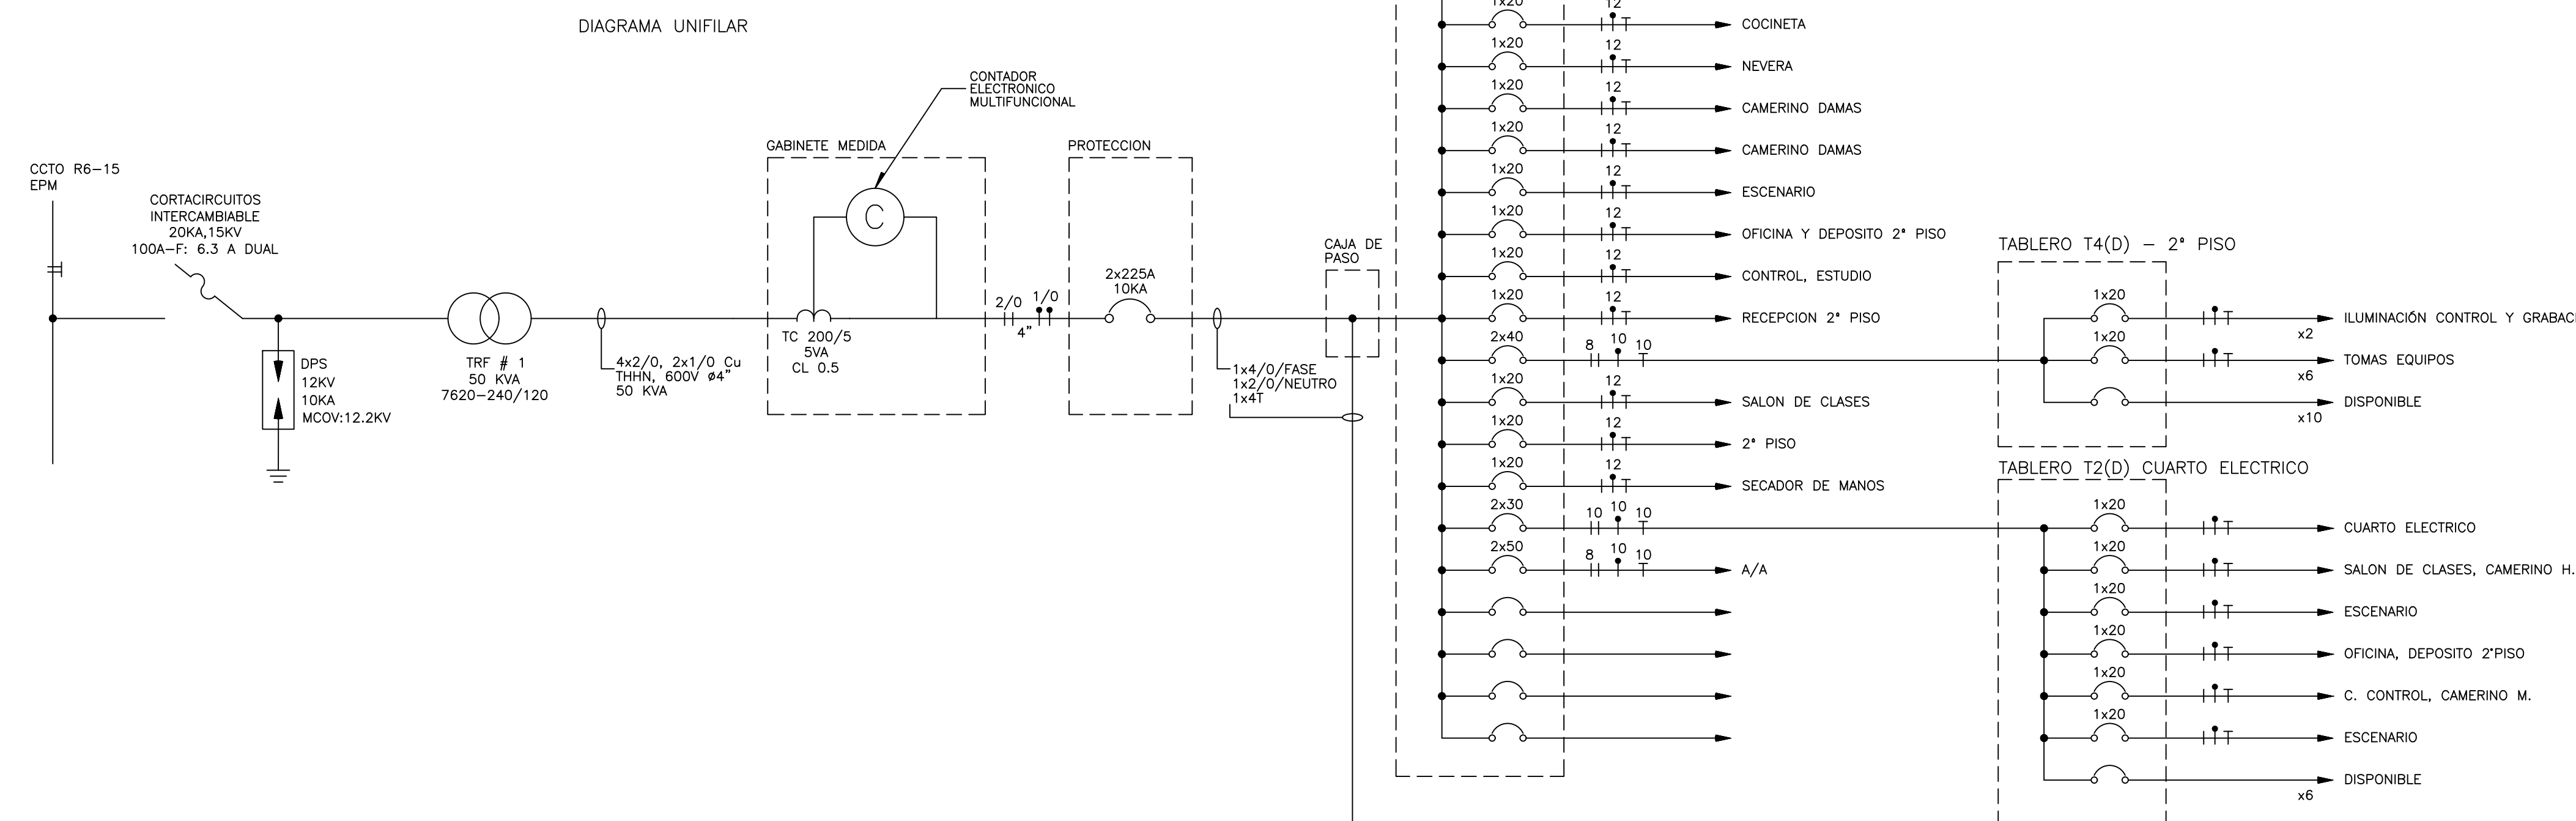 DIAGRAMA UNIFILAR
CCTO R6-15
EPM
CORTACIRCUITOS
INTERCAMBIABLE
20KA,15KV
100A-F: 6.3 A DUAL
DPS
12KV
10KA
MCOV:12.2KV
TRF # 1
50 KVA
7620-240/120
4x2/0, 2x1/0 Cu
THHN, 600V ø4"
50 KVA
GABINETE MEDIDA
CONTADOR
ELECTRONICO
MULTIFUNCIONAL
C
TC 200/5
5VA
CL 0.5
2/0 1/0
4"
PROTECCION
2x225A
10KA
1x4/0/FASE
1x2/0/NEUTRO
1x4T
CAJA DE
PASO
1x20 12 COCINETA
1x20 12 NEVERA
1x20 12 CAMERINO DAMAS
1x20 12 CAMERINO DAMAS
1x20 12 ESCENARIO
1x20 12 OFICINA Y DEPOSITO 2º PISO
1x20 12 CONTROL, ESTUDIO
1x20 12 RECEPCION 2º PISO
2x40 8 10 10
1x20 12 SALON DE CLASES
1x20 12 2º PISO
1x20 12 SECADOR DE MANOS
2x30 10 10 10
2x50 8 10 10 A/A
TABLERO T4(D) - 2º PISO
1x20 ILUMINACIÓN CONTROL Y GRABAC
x2
1x20 TOMAS EQUIPOS
x6
DISPONIBLE
x10
TABLERO T2(D) CUARTO ELECTRICO
1x20 CUARTO ELECTRICO
1x20 SALON DE CLASES, CAMERINO H.
1x20 ESCENARIO
1x20 OFICINA, DEPOSITO 2°PISO
1x20 C. CONTROL, CAMERINO M.
1x20 ESCENARIO
DISPONIBLE
x6